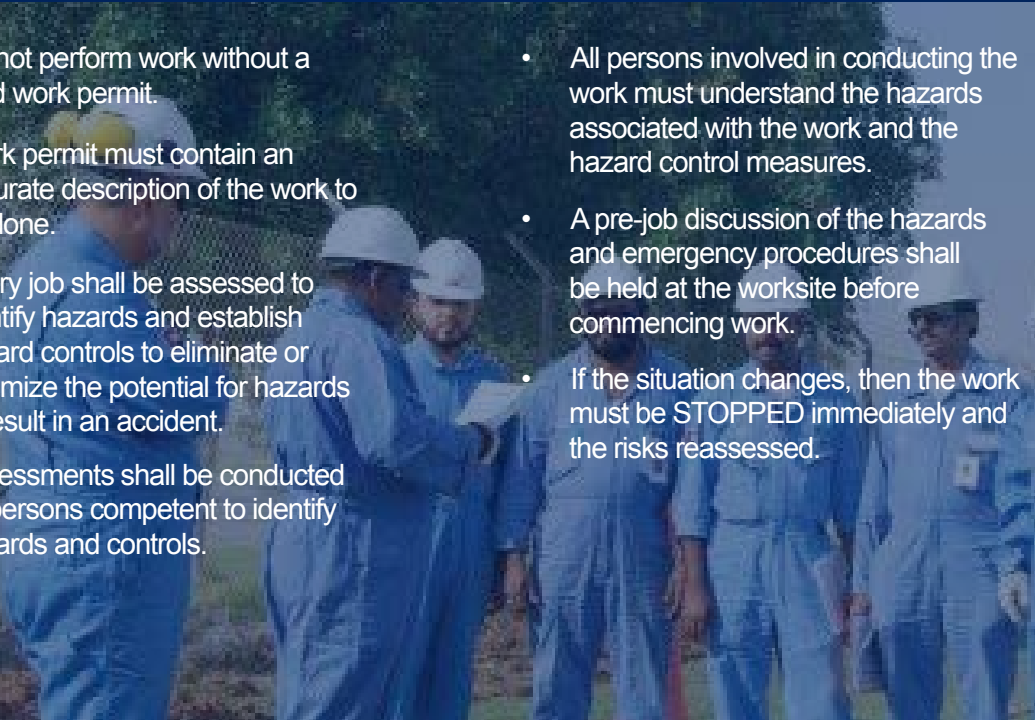 not perform work without a
d work permit.
rk permit must contain an
urate description of the work to
lone.
ry job shall be assessed to
tify hazards and establish
ard controls to eliminate or
mize the potential for hazards
esult in an accident.
essments shall be conducted
persons competent to identify
ards and controls.
• All persons involved in conducting the
work must understand the hazards
associated with the work and the
hazard control measures.
• A pre-job discussion of the hazards
and emergency procedures shall
be held at the worksite before
commencing work.
• If the situation changes, then the work
must be STOPPED immediately and
the risks reassessed.